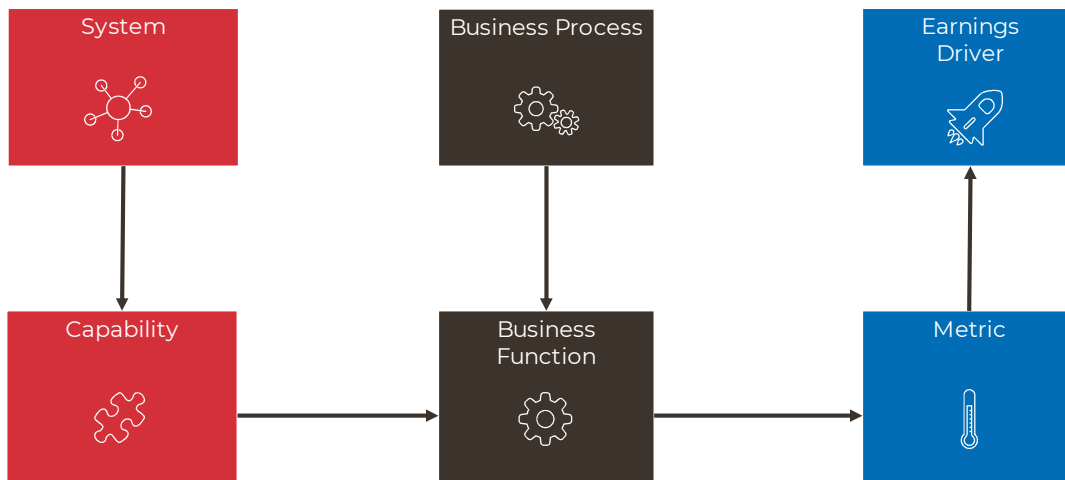 System
Business Process
Earnings
Driver
Capability
Business
Function
Metric